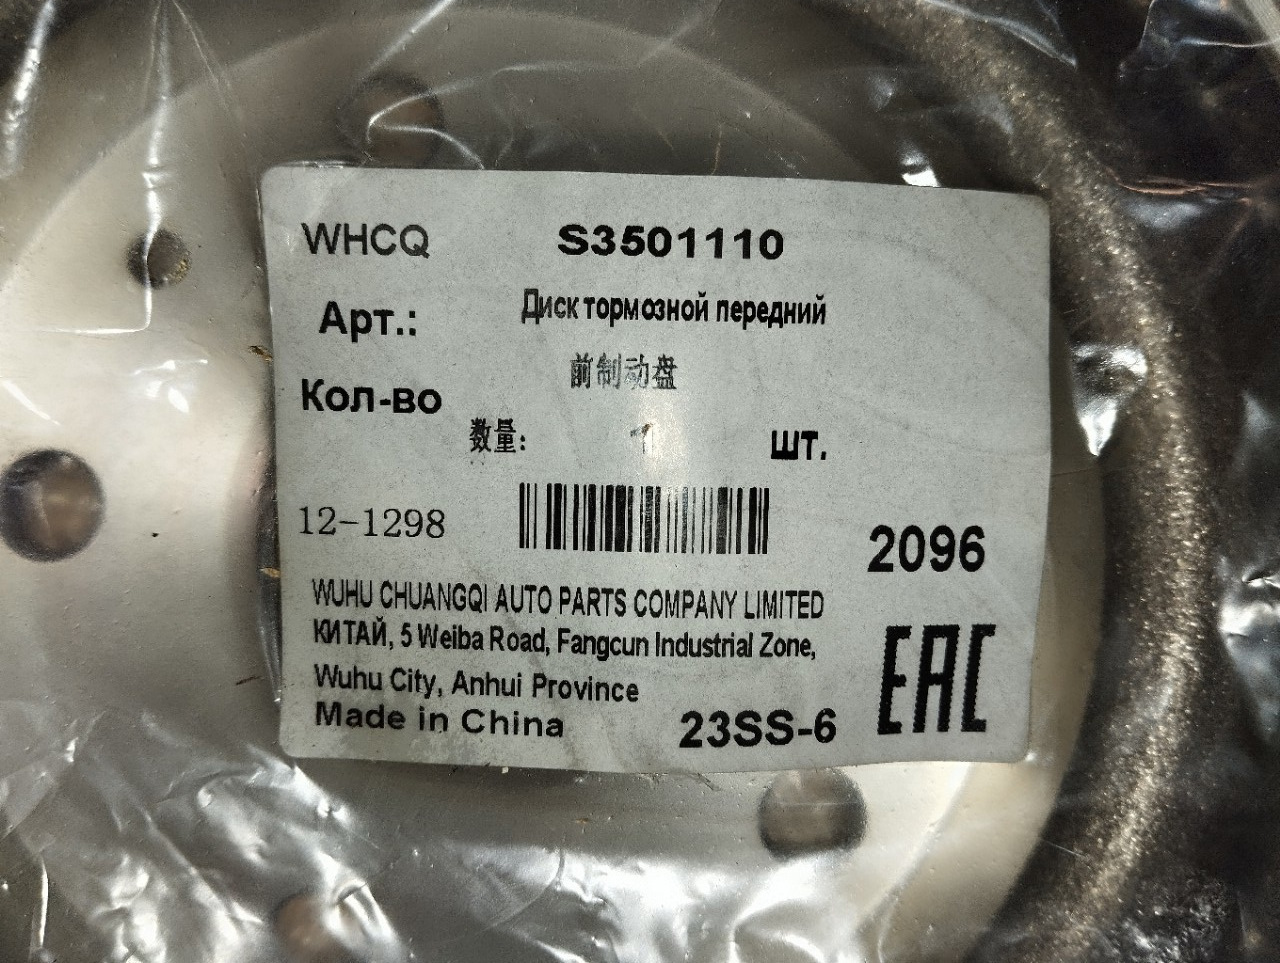 WHCQ S3501110
Арт.: Диск тормозной передний
前制动盘
Кол-во
数量: 1 шт.
12-1298
2096
WUHU CHUANGQI AUTO PARTS COMPANY LIMITED
КИТАЙ, 5 Weiba Road, Fangcun Industrial Zone,
Wuhu City, Anhui Province
Made in China 23SS-6
EAC